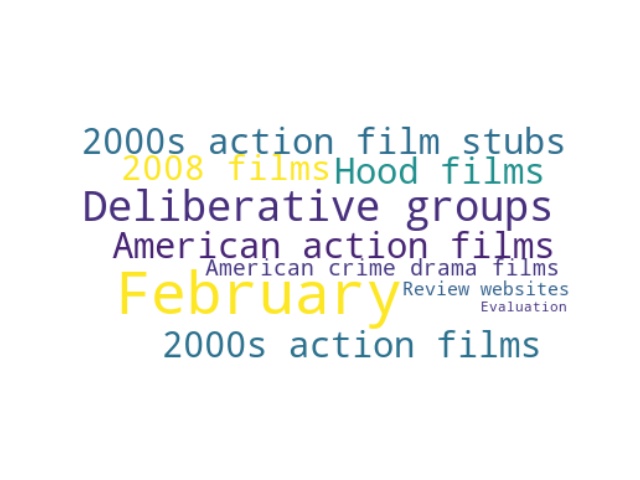 2000s action film stubs
2008 films
Hood films
Deliberative groups
American action films
American crime drama films
February
Review websites
Evaluation
2000s action films